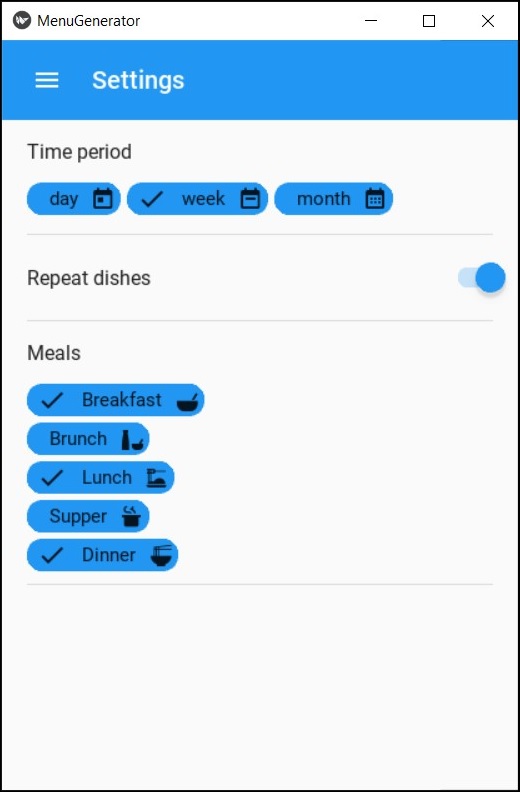 MenuGenerator
Settings
Time period
day week month
Repeat dishes
Meals
Breakfast
Brunch
Lunch
Supper
Dinner